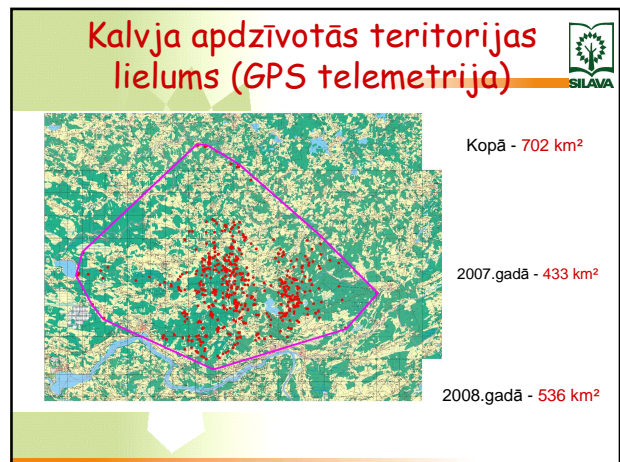 Kalvja apdzīvotās teritorijas
lielums (GPS telemetrija)
SILAVA
Kopā - 702 km²
2007.gadā - 433 km²
2008.gadā - 536 km²